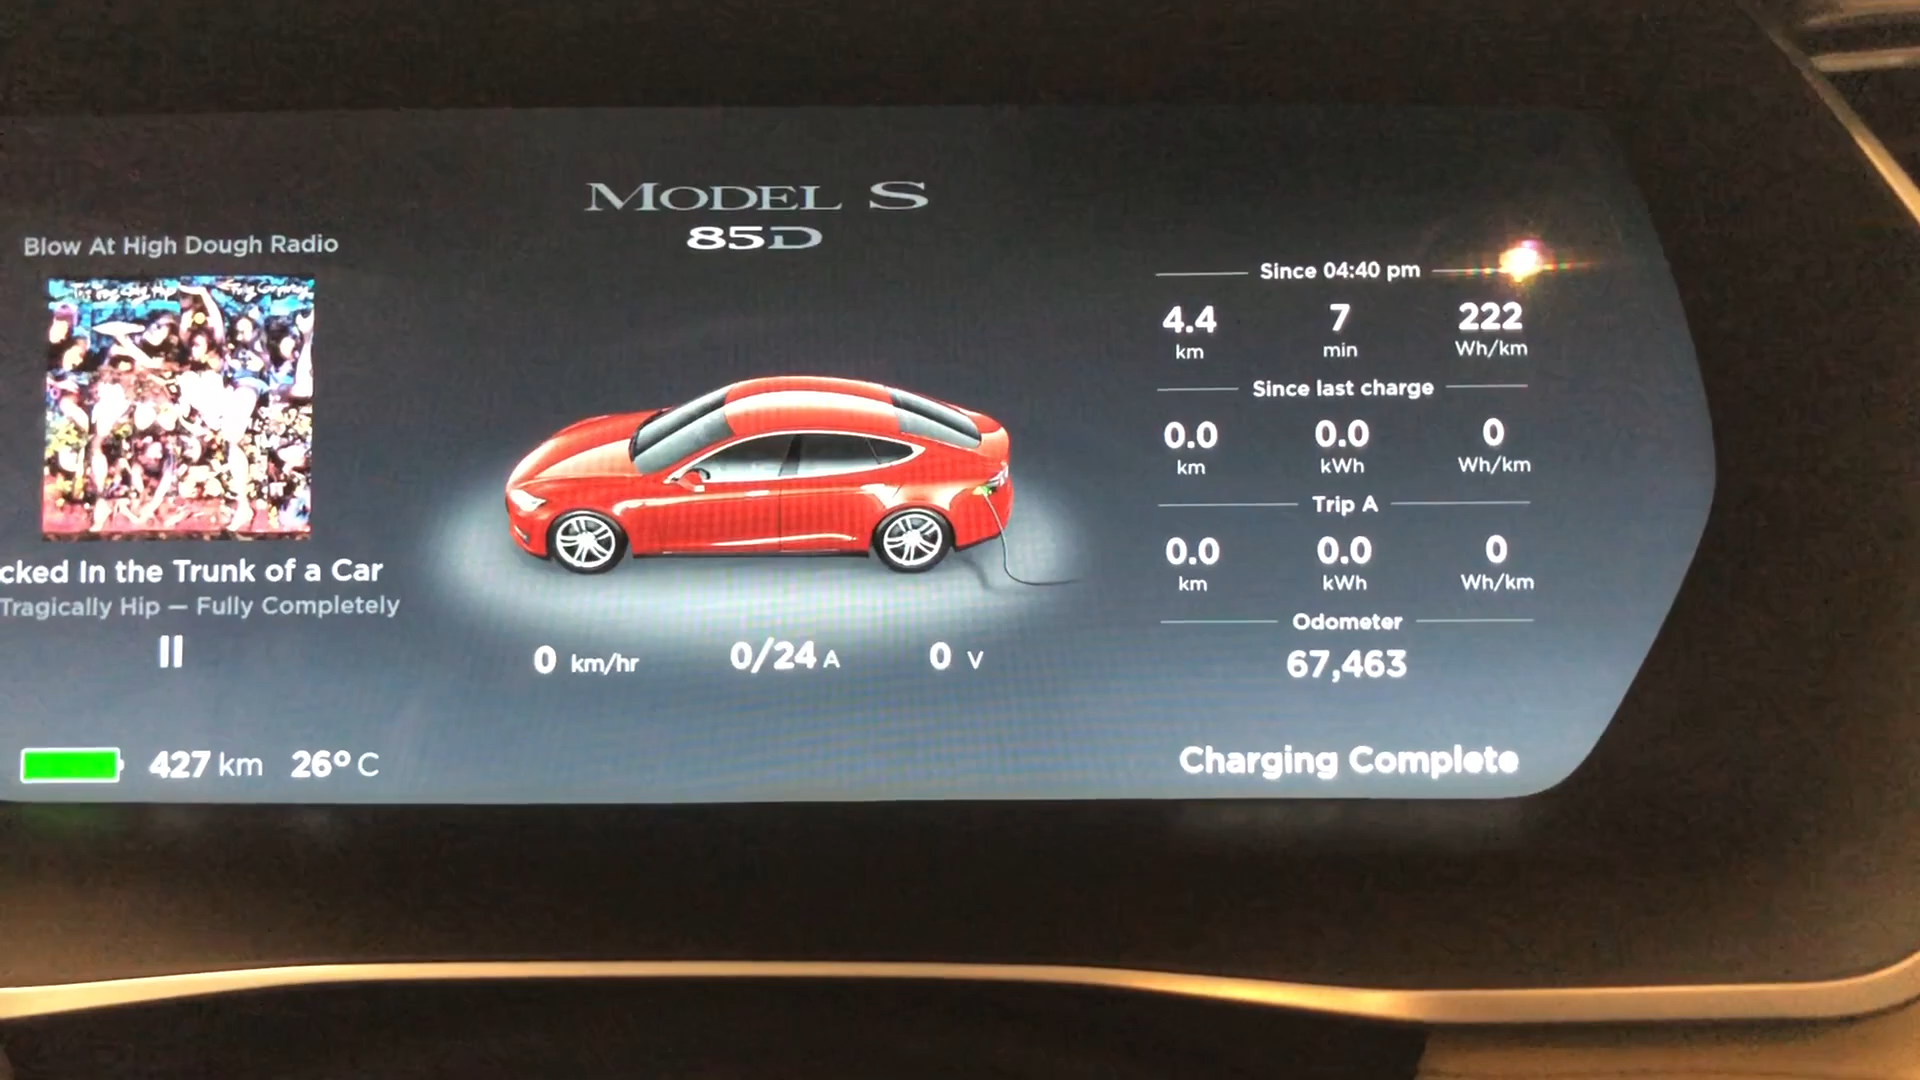 MODEL S
85D
Blow At High Dough Radio
cked In the Trunk of a Car
Tragically Hip — Fully Completely
0 km/hr 0/24 A 0 V
427 km 26° C
Since 04:40 pm
4.4 7 222
km min Wh/km
Since last charge
0.0 0.0 0
km kWh Wh/km
Trip A
0.0 0.0 0
km kWh Wh/km
Odometer
67,463
Charging Complete